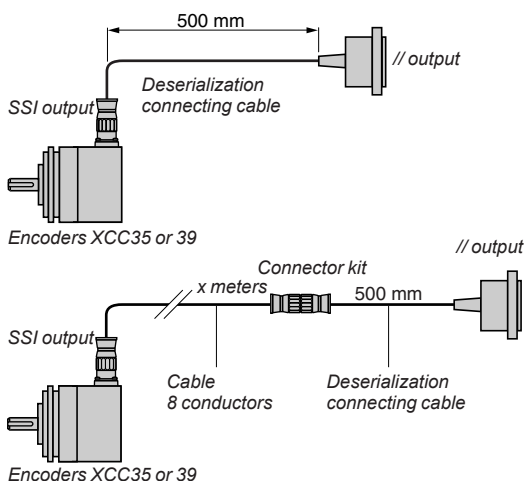 500 mm
// output
Deserialization
connecting cable
SSI output
Encoders XCC35 or 39
// output
Connector kit
x meters
500 mm
SSI output
Cable
8 conductors
Deserialization
connecting cable
Encoders XCC35 or 39